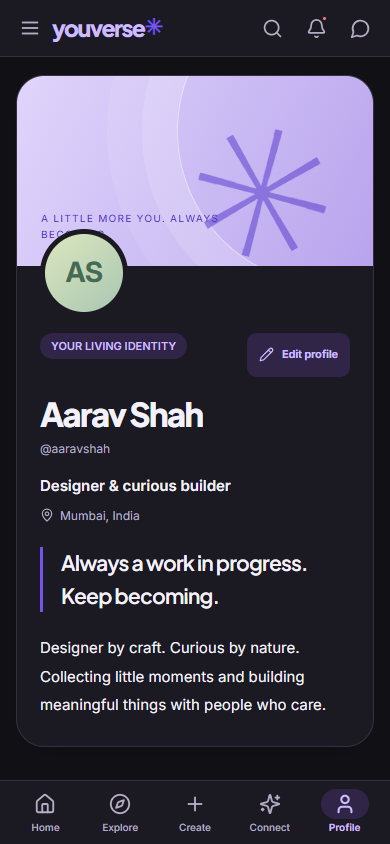 youverse
A LITTLE MORE YOU. ALWAYS
AS
YOUR LIVING IDENTITY
Edit profile
Aarav Shah
@aaravshah
Designer & curious builder
Mumbai, India
Always a work in progress.
Keep becoming.
Designer by craft. Curious by nature.
Collecting little moments and building
meaningful things with people who care.
Home
Explore
Create
Connect
Profile